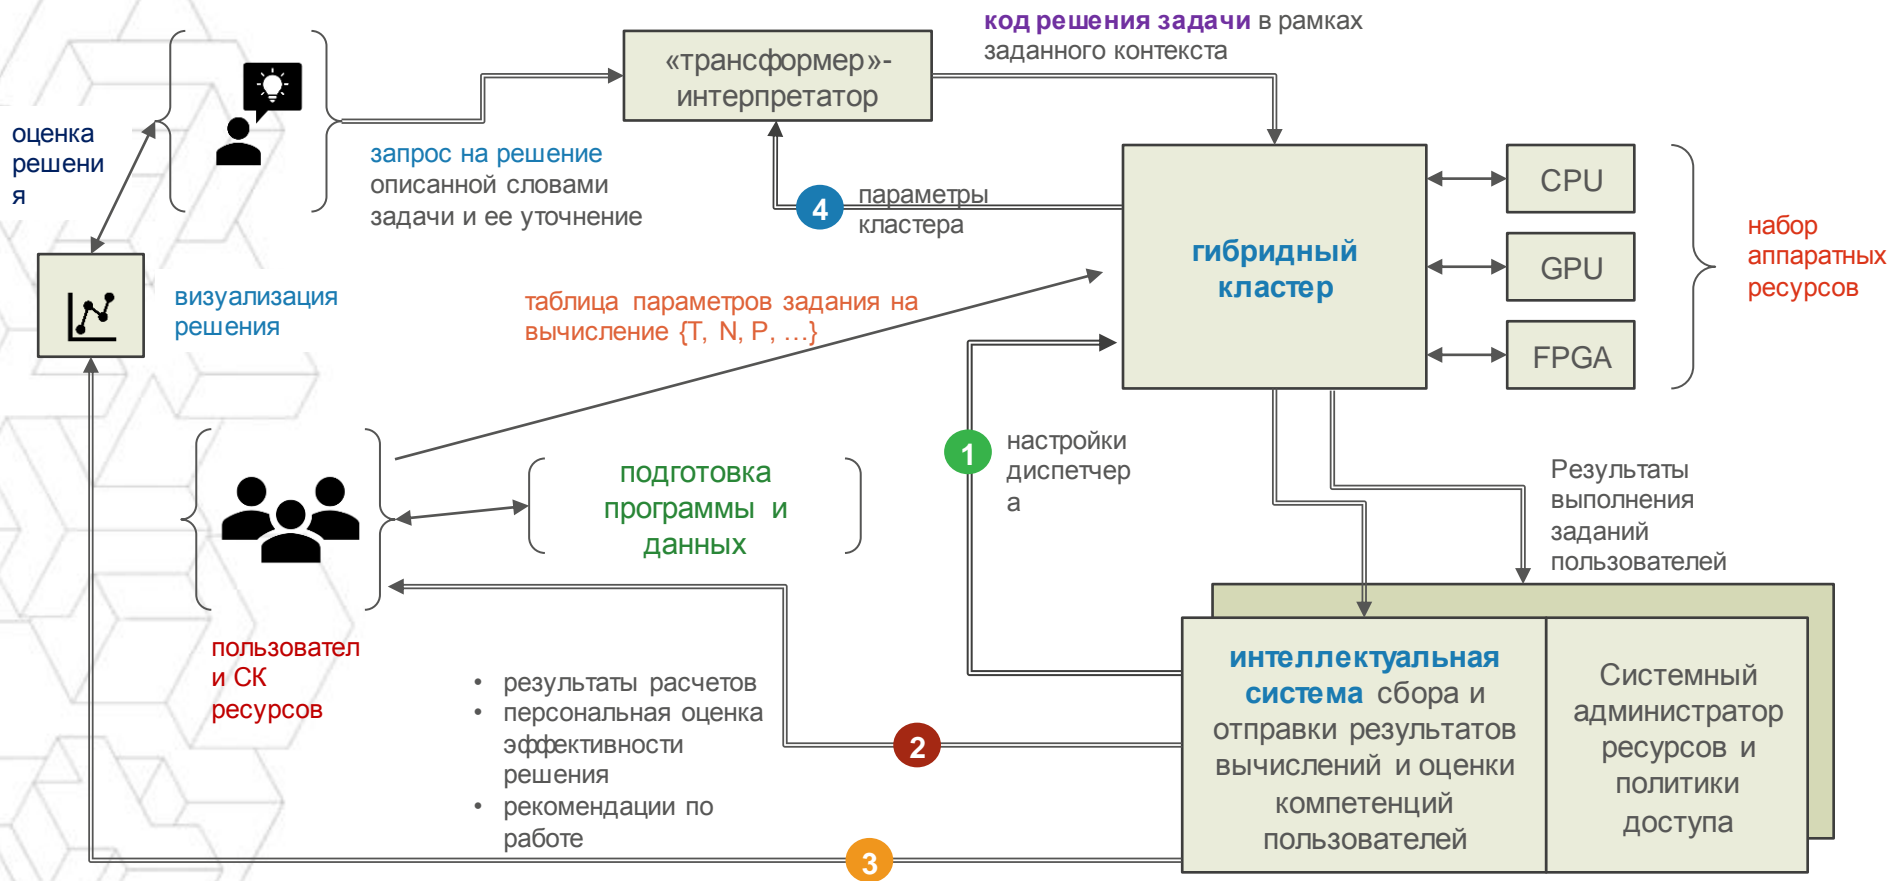 код решения задачи в рамках
заданного контекста
«трансформер»-
интерпретатор
оценка
решени
я
запрос на решение
описанной словами
задачи и ее уточнение
4
параметры
кластера
CPU
GPU
FPGA
набор
аппаратных
ресурсов
гибридный
кластер
визуализация
решения
таблица параметров задания на
вычисление {T, N, P, …}
1
настройки
диспетчер
а
подготовка
программы и
данных
Результаты
выполнения
заданий
пользователей
пользовател
и СК
ресурсов
• результаты расчетов
• персональная оценка
эффективности
решения
• рекомендации по
работе
2
3
интеллектуальная
система сбора и
отправки результатов
вычислений и оценки
компетенций
пользователей
Системный
администратор
ресурсов и
политики
доступа